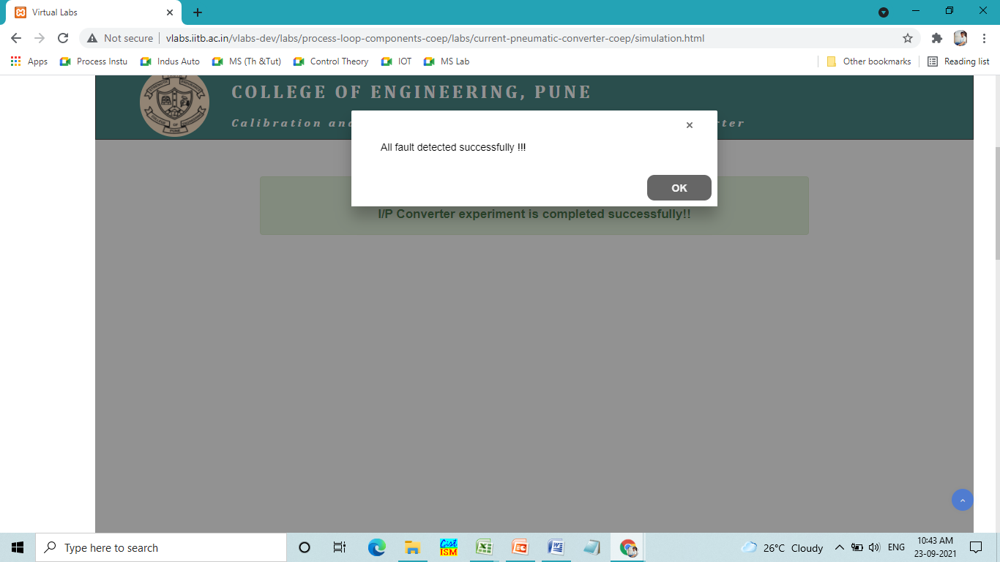 Virtual Labs
Not secure vlabs.iitb.ac.in/vlabs-dev/labs/process-loop-components-coep/labs/current-pneumatic-converter-coep/simulation.html
Apps Process Instu Indus Auto MS (Th &Tut) Control Theory IOT MS Lab Other bookmarks Reading list
COLLEGE OF ENGINEERING, PUNE
Calibration an
rter
All fault detected successfully !!!
OK
I/P Converter experiment is completed successfully!!
Type here to search
Cist
ISM
26°C Cloudy
ENG
10:43 AM
23-09-2021